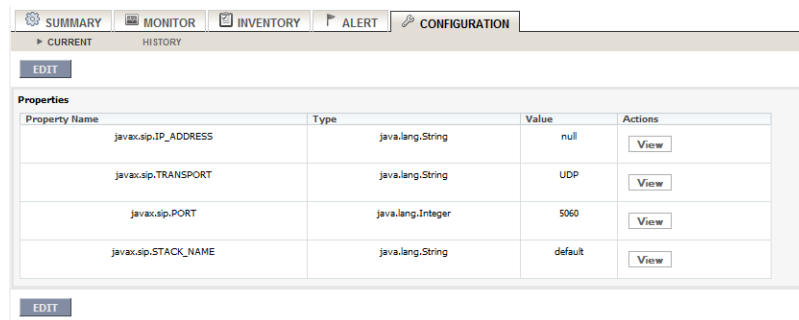 SUMMARY MONITOR INVENTORY ALERT CONFIGURATION
CURRENT HISTORY
EDIT
Properties
Property Name Type Value Actions
javax.sip.IP_ADDRESS java.lang.String null View
javax.sip.TRANSPORT java.lang.String UDP View
javax.sip.PORT java.lang.Integer 5060 View
javax.sip.STACK_NAME java.lang.String default View
EDIT